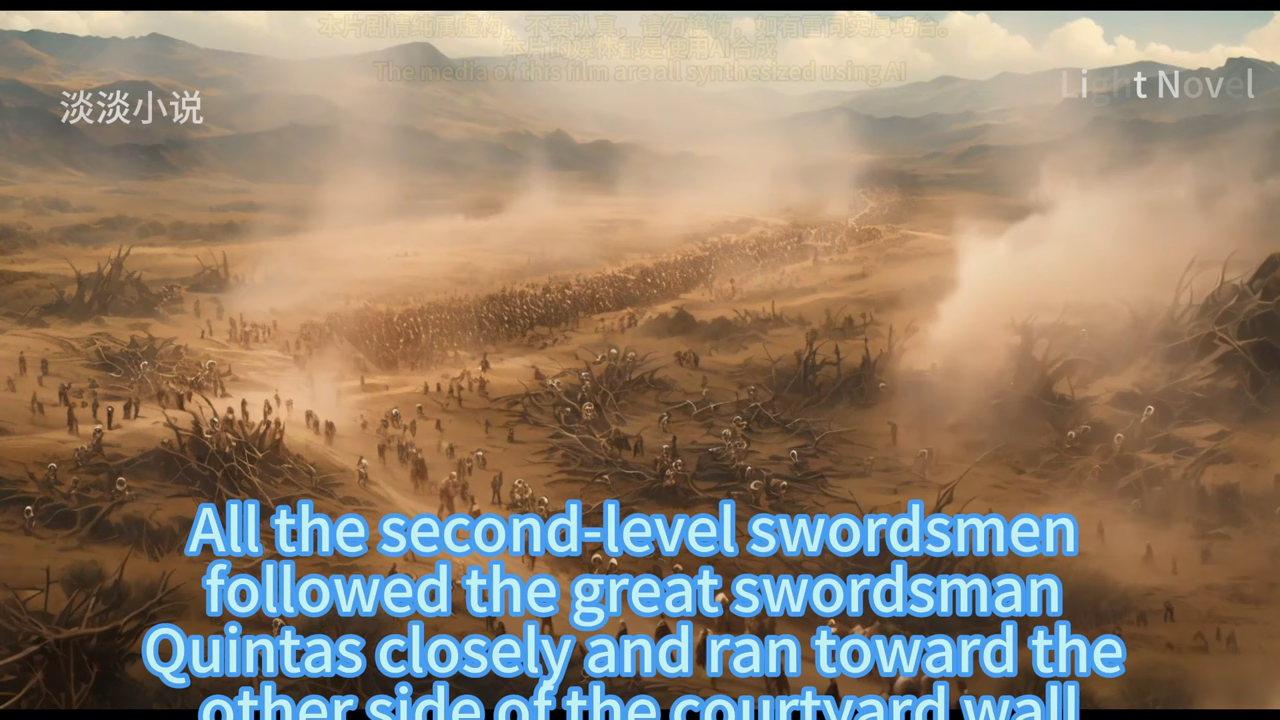 本片剧情纯属虚构，不要认真，请勿模仿，如有雷同实属巧合。
本片的媒体都是使用AI合成
The media of this film are all synthesized using AI
淡淡小说
Light Novel
All the second-level swordsmen
followed the great swordsman
Quintas closely and ran toward the
other side of the courtyard wall